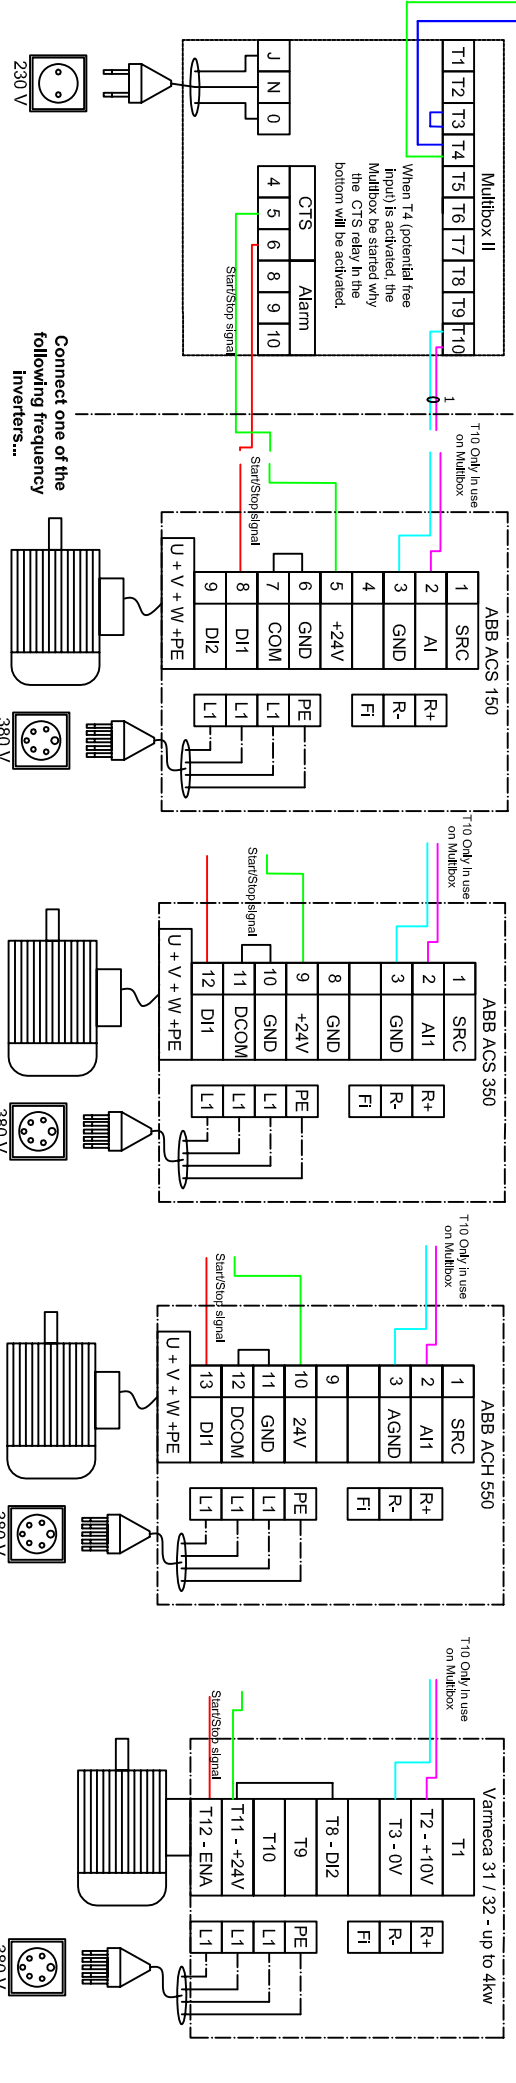 Multibox II
T1
T2
T3
T4
T5
T6
T7
T8
T9
T10
When T4 (potential free
input) is activated, the
Multibox be started why
the CTS relay in the
bottom will be activated.
J
N
0
CTS
Alarm
4
5
6
8
9
10
230 V
Start/Stop signal
1
0
Connect one of the
following frequency
inverters...
T10 Only in use
on Multibox
Start/Stop signal
ABB ACS 150
1 SRC
2 AI
3 GND
4
5 +24V
6 GND
7 COM
8 DI1
9 DI2
U + V + W +PE
R+
R-
Fi
PE
L1
L1
L1
380 V
T10 Only in use
on Multibox
Start/Stop signal
ABB ACS 350
1 SRC
2 AI1
3 GND
8 GND
9 +24V
10 GND
11 DCOM
12 DI1
U + V + W +PE
R+
R-
Fi
PE
L1
L1
L1
380 V
T10 Only in use
on Multibox
Start/Stop signal
ABB ACH 550
1 SRC
2 AI1
3 AGND
9
10 24V
11 GND
12 DCOM
13 DI1
U + V + W +PE
R+
R-
Fi
PE
L1
L1
L1
380 V
T10 Only in use
on Multibox
Start/Stop signal
Varmeca 31 / 32 - up to 4kw
T1
T2 - +10V
T3 - 0V
T8 - DI2
T9
T10
T11 - +24V
T12 - ENA
R+
R-
Fi
PE
L1
L1
L1
380 V